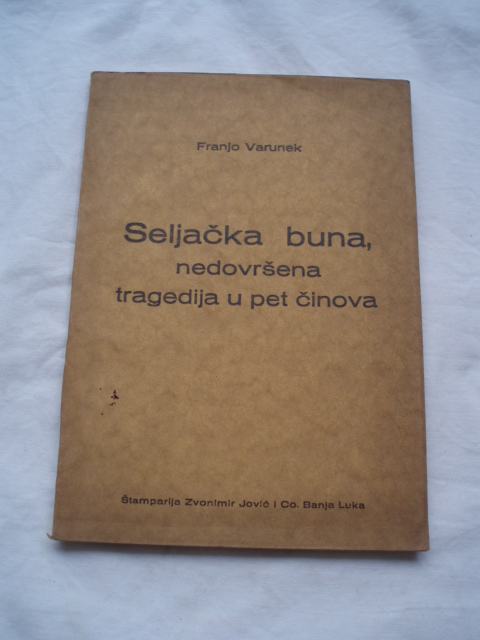 Franjo Varunek
Seljačka buna,
nedovršena
tragedija u pet činova
Štamparija Zvonimir Jović i Co. Banja Luka